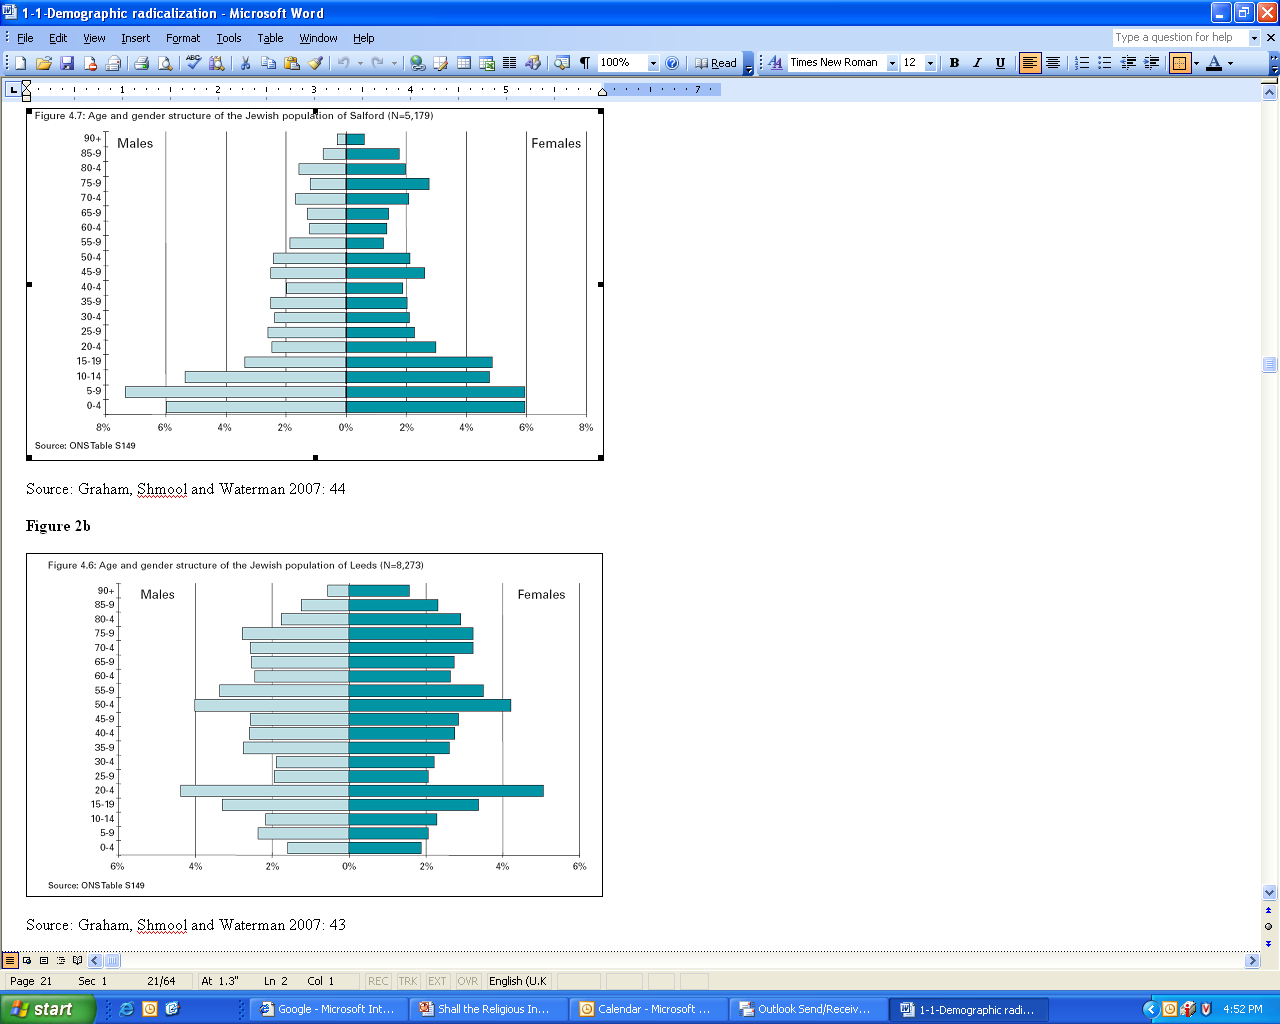 1-1-Demographic radicalization - Microsoft Word
File Edit View Insert Format Tools Table Window Help
Type a question for help
100% Read Times New Roman 12 B I U
1 2 3 4 5 7
Figure 4.7: Age and gender structure of the Jewish population of Salford (N=5,179)
Males
Females
90+
85-9
80-4
75-9
70-4
65-9
60-4
55-9
50-4
45-9
40-4
35-9
30-4
25-9
20-4
15-19
10-14
5-9
0-4
8% 6% 4% 2% 0% 2% 4% 6% 8%
Source: ONS Table S149
Source: Graham, Shmool and Waterman 2007: 44
Figure 2b
Figure 4.6: Age and gender structure of the Jewish population of Leeds (N=8,273)
Males
Females
90+
85-9
80-4
75-9
70-4
65-9
60-4
55-9
50-4
45-9
40-4
35-9
30-4
25-9
20-4
15-19
10-14
5-9
0-4
6% 4% 2% 0% 2% 4% 6%
Source: ONS Table S149
Source: Graham, Shmool and Waterman 2007: 43
Page 21 Sec 1 21/64 At 1.3" Ln 2 Col 1 REC TRK EXT OVR English (U.K
start Google - Microsoft Int... Shall the Religious In... Calendar - Microsoft ... Outlook Send/Receiv... 1-1-Demographic radi... 4:52 PM